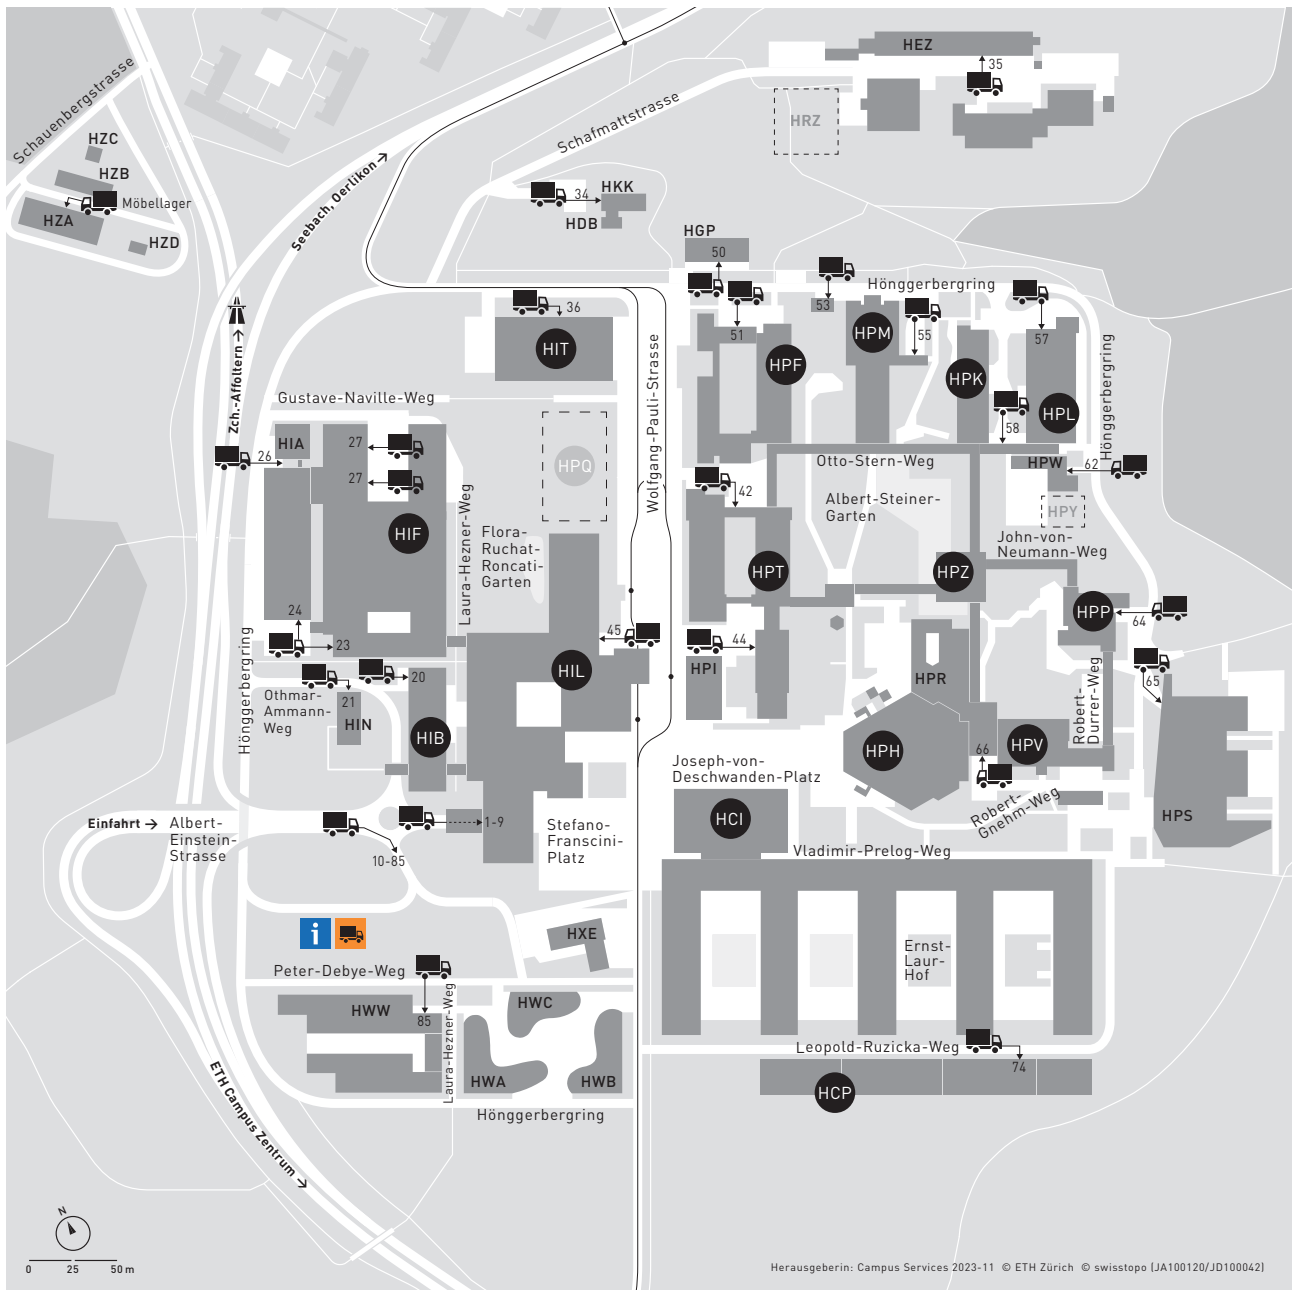 HEZ
35
HRZ
Schauenbergstrasse
HZC
HZB
Möbellager
HZA
HZD
Schafmattstrasse
Seebach, Oerlikon
HKK
34
HDB
HGP
50
53
51
55
57
Hönggerbergring
36
HIT
HPF
HPM
HPK
HPL
58
Wolfgang-Pauli-Strasse
Hönggerbergring
Zch.-Affoltern
Gustave-Naville-Weg
HIA
27
26
27
HPQ
Otto-Stern-Weg
HPW
62
42
HPY
Albert-Steiner-
Garten
HIF
Laura-Hezner-Weg
Flora-
Ruchat-
Roncati-
Garten
John-von-
Neumann-Weg
HPT
HPZ
HPP
64
24
23
45
44
HPI
HIL
HPR
65
20
21
HIN
Othmar-
Ammann-
Weg
Hönggerbergring
HIB
Robert-
Durrer-Weg
HPH
66
HPV
Joseph-von-
Deschwanden-Platz
Robert-
Gnehm-Weg
HPS
Einfahrt
Albert-
Einstein-
Strasse
10-85
1-9
Stefano-
Franscini-
Platz
HCI
Vladimir-Prelog-Weg
i
HXE
Ernst-
Laur-
Hof
Peter-Debye-Weg
HWW
85
Laura-Hezner-Weg
HWC
HWA
HWB
Leopold-Ruzicka-Weg
74
HCP
Hönggerbergring
ETH Campus Zentrum
N
0 25 50 m
Herausgeberin: Campus Services 2023-11 © ETH Zürich © swisstopo (JA100120/JD100042)